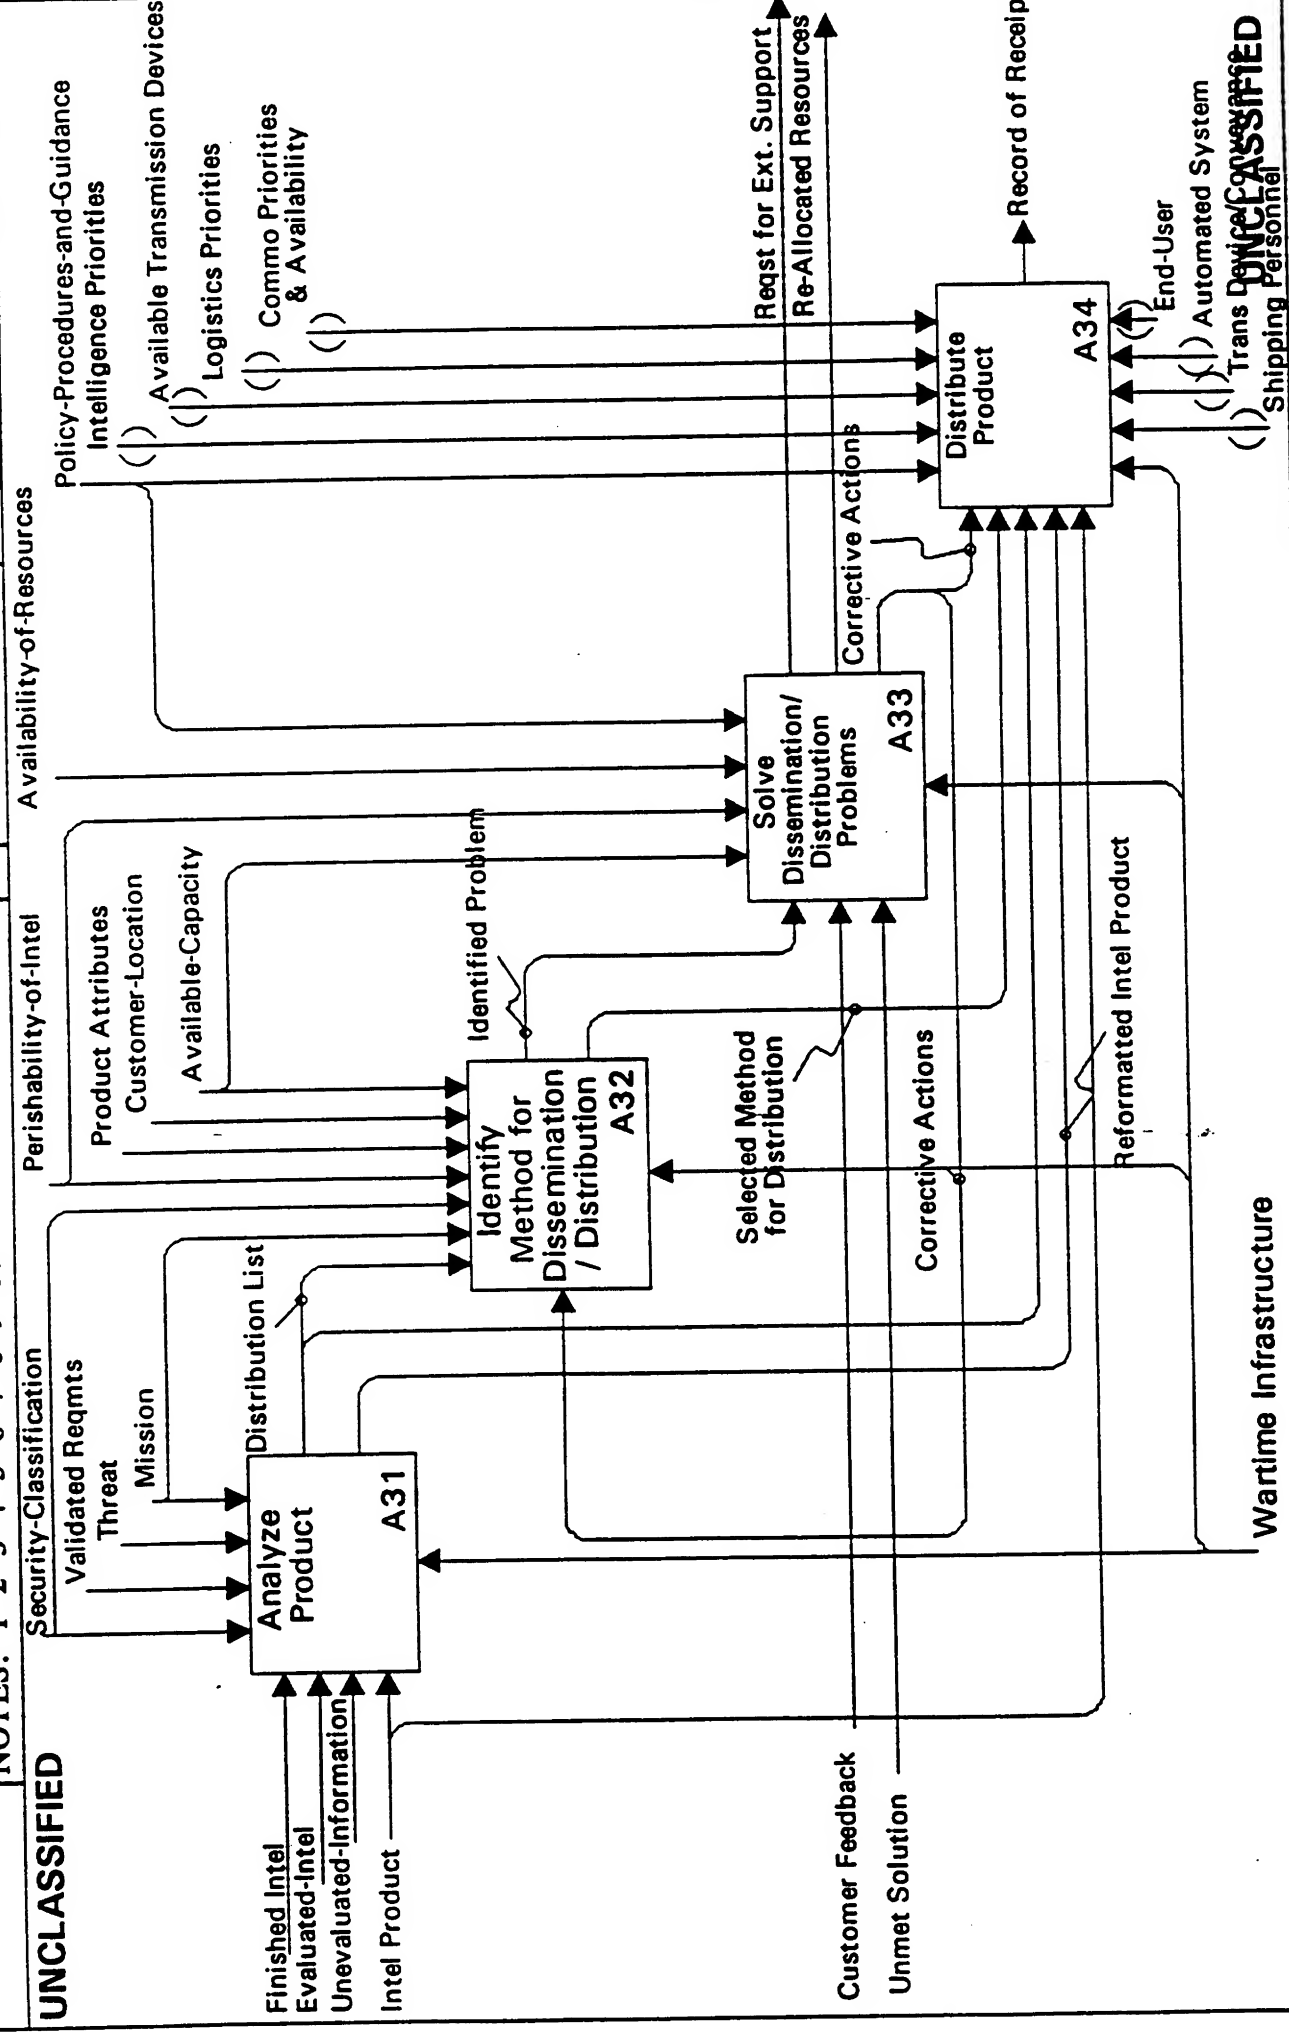 UNCLASSIFIED
Security-Classification
Validated Reqmts
Threat
Mission
Perishability-of-Intel
Product Attributes
Customer-Location
Available-Capacity
Availability-of-Resources
Policy-Procedures-and-Guidance
Intelligence Priorities
Available Transmission Devices
Logistics Priorities
Commo Priorities
& Availability
Finished Intel
Evaluated-Intel
Unevaluated-Information
Intel Product
Analyze
Product
A31
Distribution List
Identify
Method for
Dissemination
/ Distribution
A32
Identified Problem
Selected Method
for Distribution
Solve
Dissemination/
Distribution
Problems
A33
Reqst for Ext. Support
Re-Allocated Resources
Corrective Actions
Distribute
Product
A34
Record of Receip
Customer Feedback
Unmet Solution
Corrective Actions
Reformatted Intel Product
Wartime Infrastructure
End-User
Automated System
Trans Device/Conveyance
Shipping Personnel
UNCLASSIFIED